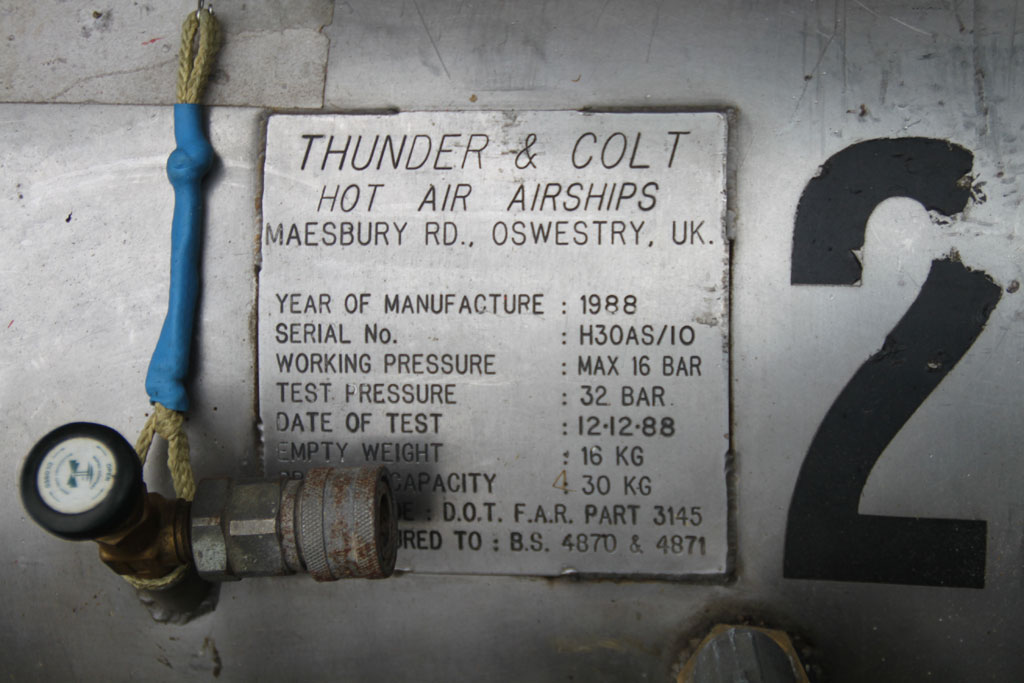 THUNDER & COLT
HOT AIR AIRSHIPS
MAESBURY RD., OSWESTRY, UK.
YEAR OF MANUFACTURE : 1988
SERIAL No. : H30AS/10
WORKING PRESSURE : MAX 16 BAR
TEST PRESSURE : 32 BAR
DATE OF TEST : 12·12·88
EMPTY WEIGHT : 16 KG
CAPACITY : 30 KG
: D.O.T. F.A.R. PART 3145
TO : B.S. 4870 & 4871
2